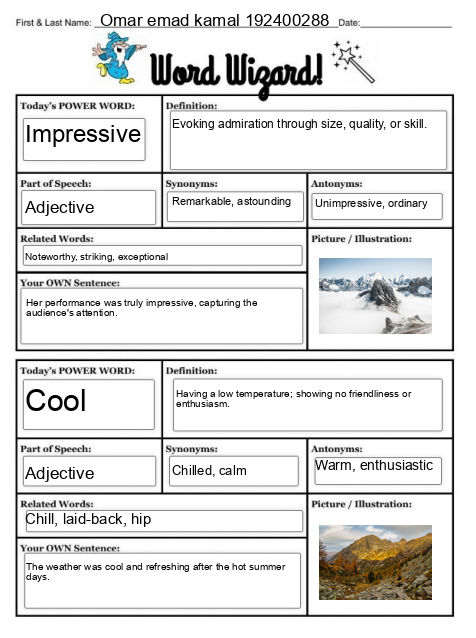 First & Last Name: Omar emad kamal 192400288 Date:
Word Wizard!
Today's POWER WORD:
Impressive
Definition:
Evoking admiration through size, quality, or skill.
Part of Speech:
Adjective
Synonyms:
Remarkable, astounding
Antonyms:
Unimpressive, ordinary
Related Words:
Noteworthy, striking, exceptional
Picture / Illustration:
Your OWN Sentence:
Her performance was truly impressive, capturing the
audience's attention.
Today's POWER WORD:
Cool
Definition:
Having a low temperature; showing no friendliness or
enthusiasm.
Part of Speech:
Adjective
Synonyms:
Chilled, calm
Antonyms:
Warm, enthusiastic
Related Words:
Chill, laid-back, hip
Picture / Illustration:
Your OWN Sentence:
The weather was cool and refreshing after the hot summer
days.